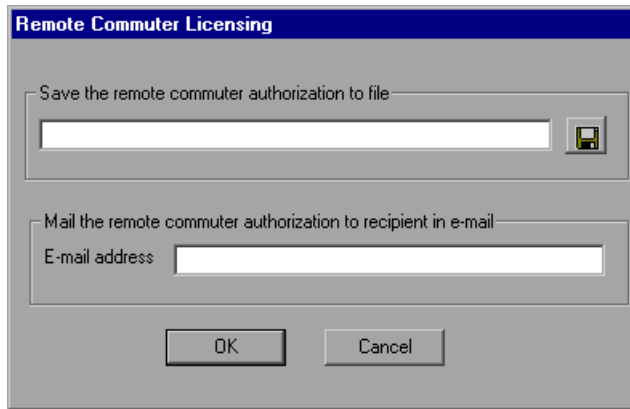 Remote Commuter Licensing
Save the remote commuter authorization to file
Mail the remote commuter authorization to recipient in e-mail
E-mail address
OK
Cancel